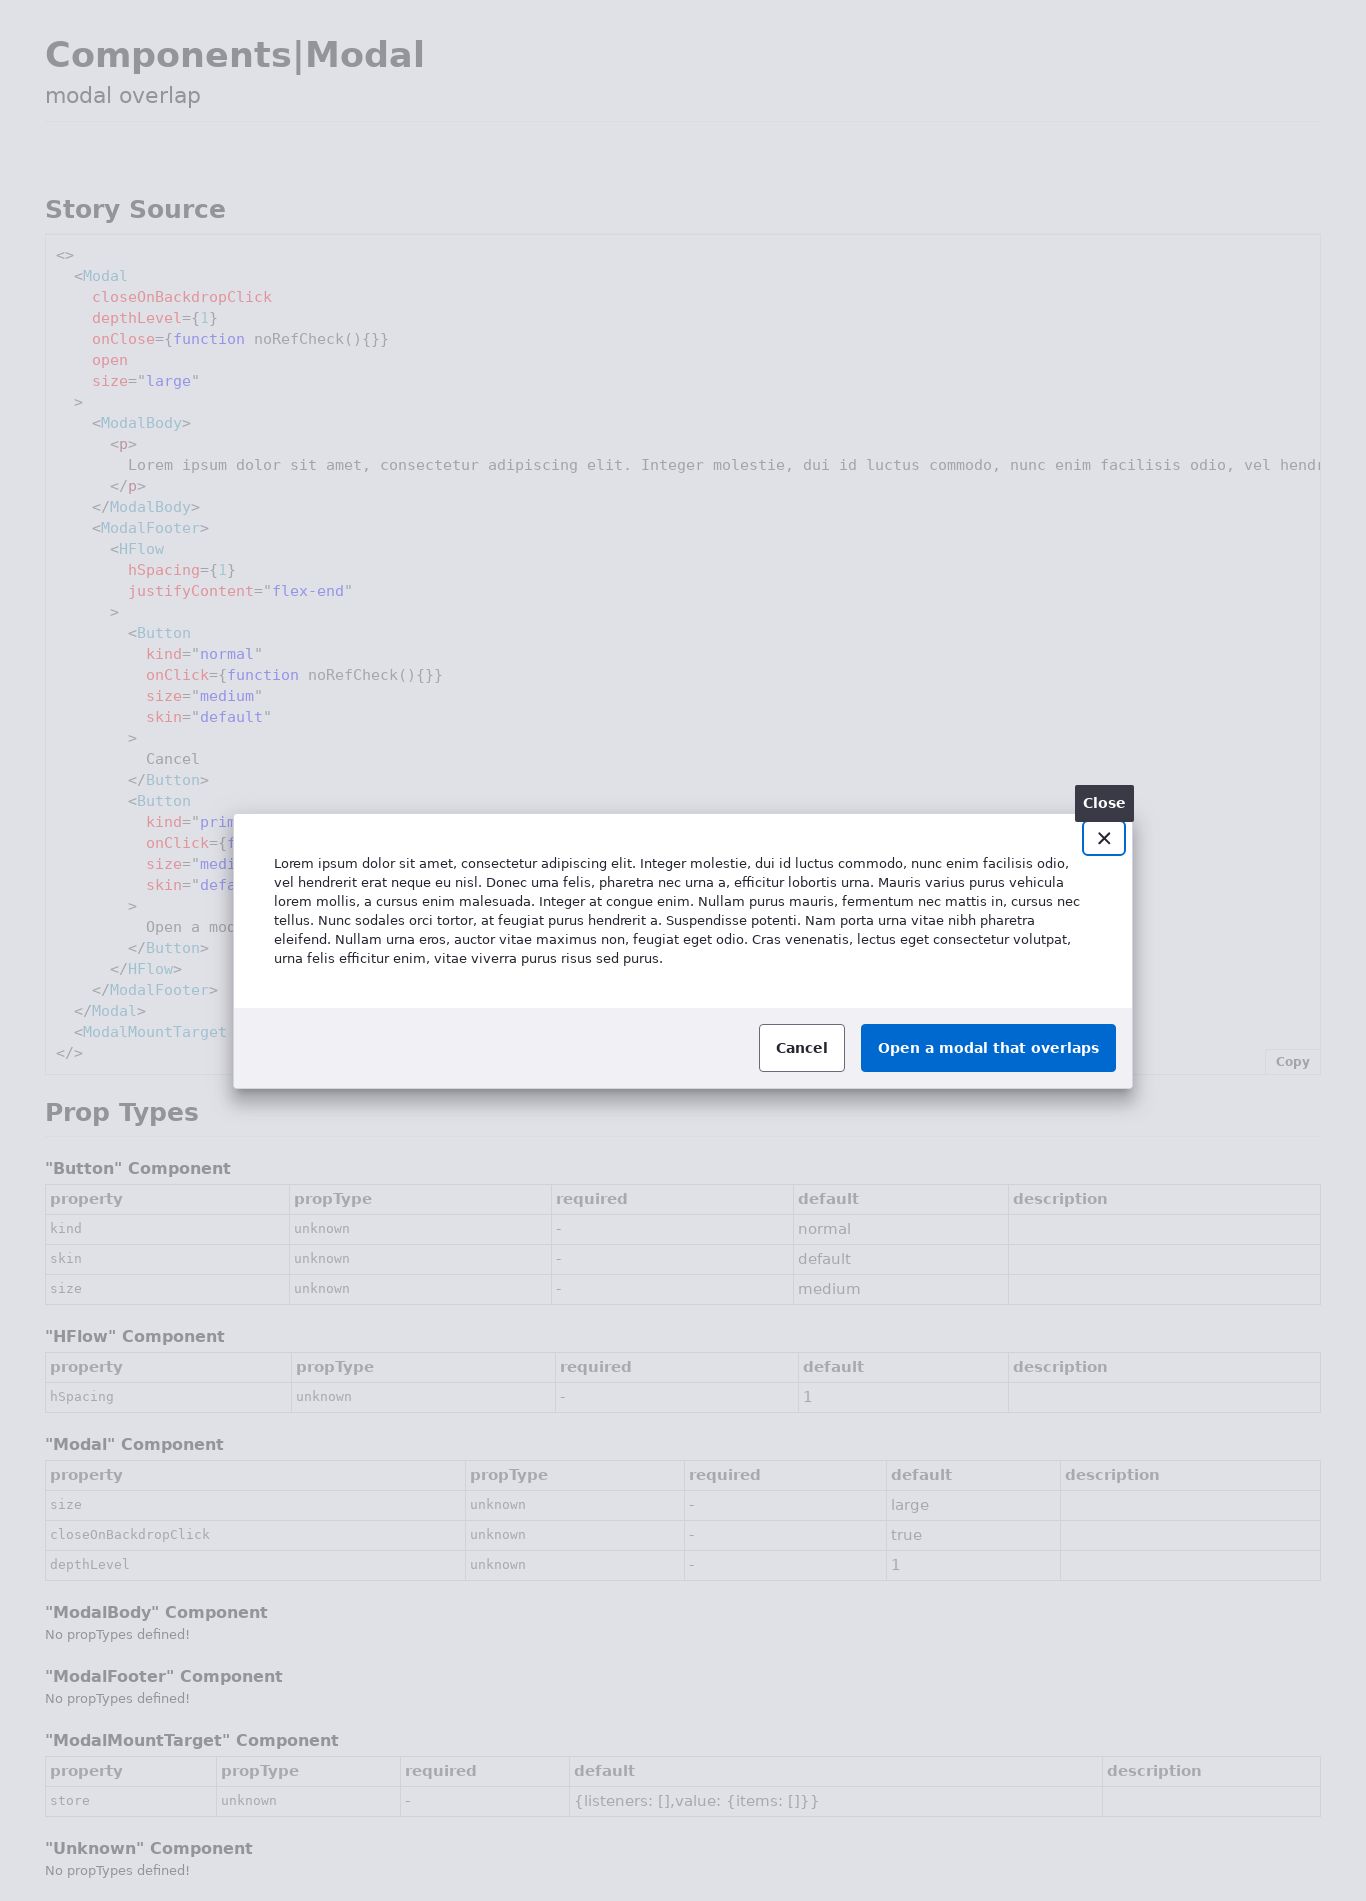 Components|Modal
modal overlap
Story Source
<>
<Modal
closeOnBackdropClick
depthLevel={1}
onClose={function noRefCheck(){}}
open
size="large"
>
<ModalBody>
<p>
Lorem ipsum dolor sit amet, consectetur adipiscing elit. Integer molestie, dui id luctus commodo, nunc enim facilisis odio, vel
</p>
</ModalBody>
<ModalFooter>
<HFlow
hSpacing={1}
justifyContent="flex-end"
>
<Button
kind="normal"
onClick={function noRefCheck(){}}
size="medium"
skin="default"
>
Cancel
</Button>
<Button
kind="
onClick={
size="
skin="
>
Open a
</Button>
</HFlow>
</ModalFooter>
</Modal>
<ModalMountTarget
</>
Copy
Close
Lorem ipsum dolor sit amet, consectetur adipiscing elit. Integer molestie, dui id luctus commodo, nunc enim facilisis odio,
vel hendrerit erat neque eu nisl. Donec urna felis, pharetra nec urna a, efficitur lobortis urna. Mauris varius purus vehicula
lorem mollis, a cursus enim malesuada. Integer at congue enim. Nullam purus mauris, fermentum nec mattis in, cursus nec
tellus. Nunc sodales orci tortor, at feugiat purus hendrerit a. Suspendisse potenti. Nam porta urna vitae nibh pharetra
eleifend. Nullam urna eros, auctor vitae maximus non, feugiat eget odio. Cras venenatis, lectus eget consectetur volutpat,
urna felis efficitur enim, vitae viverra purus risus sed purus.
Cancel Open a modal that overlaps
Prop Types
"Button" Component
property propType required default description
kind unknown - normal
skin unknown - default
size unknown - medium
"HFlow" Component
property propType required default description
hSpacing unknown - 1
"Modal" Component
property propType required default description
size unknown - large
closeOnBackdropClick unknown - true
depthLevel unknown - 1
"ModalBody" Component
No propTypes defined!
"ModalFooter" Component
No propTypes defined!
"ModalMountTarget" Component
property propType required default description
store unknown - {listeners: [],value: {items: []}}
"Unknown" Component
No propTypes defined!